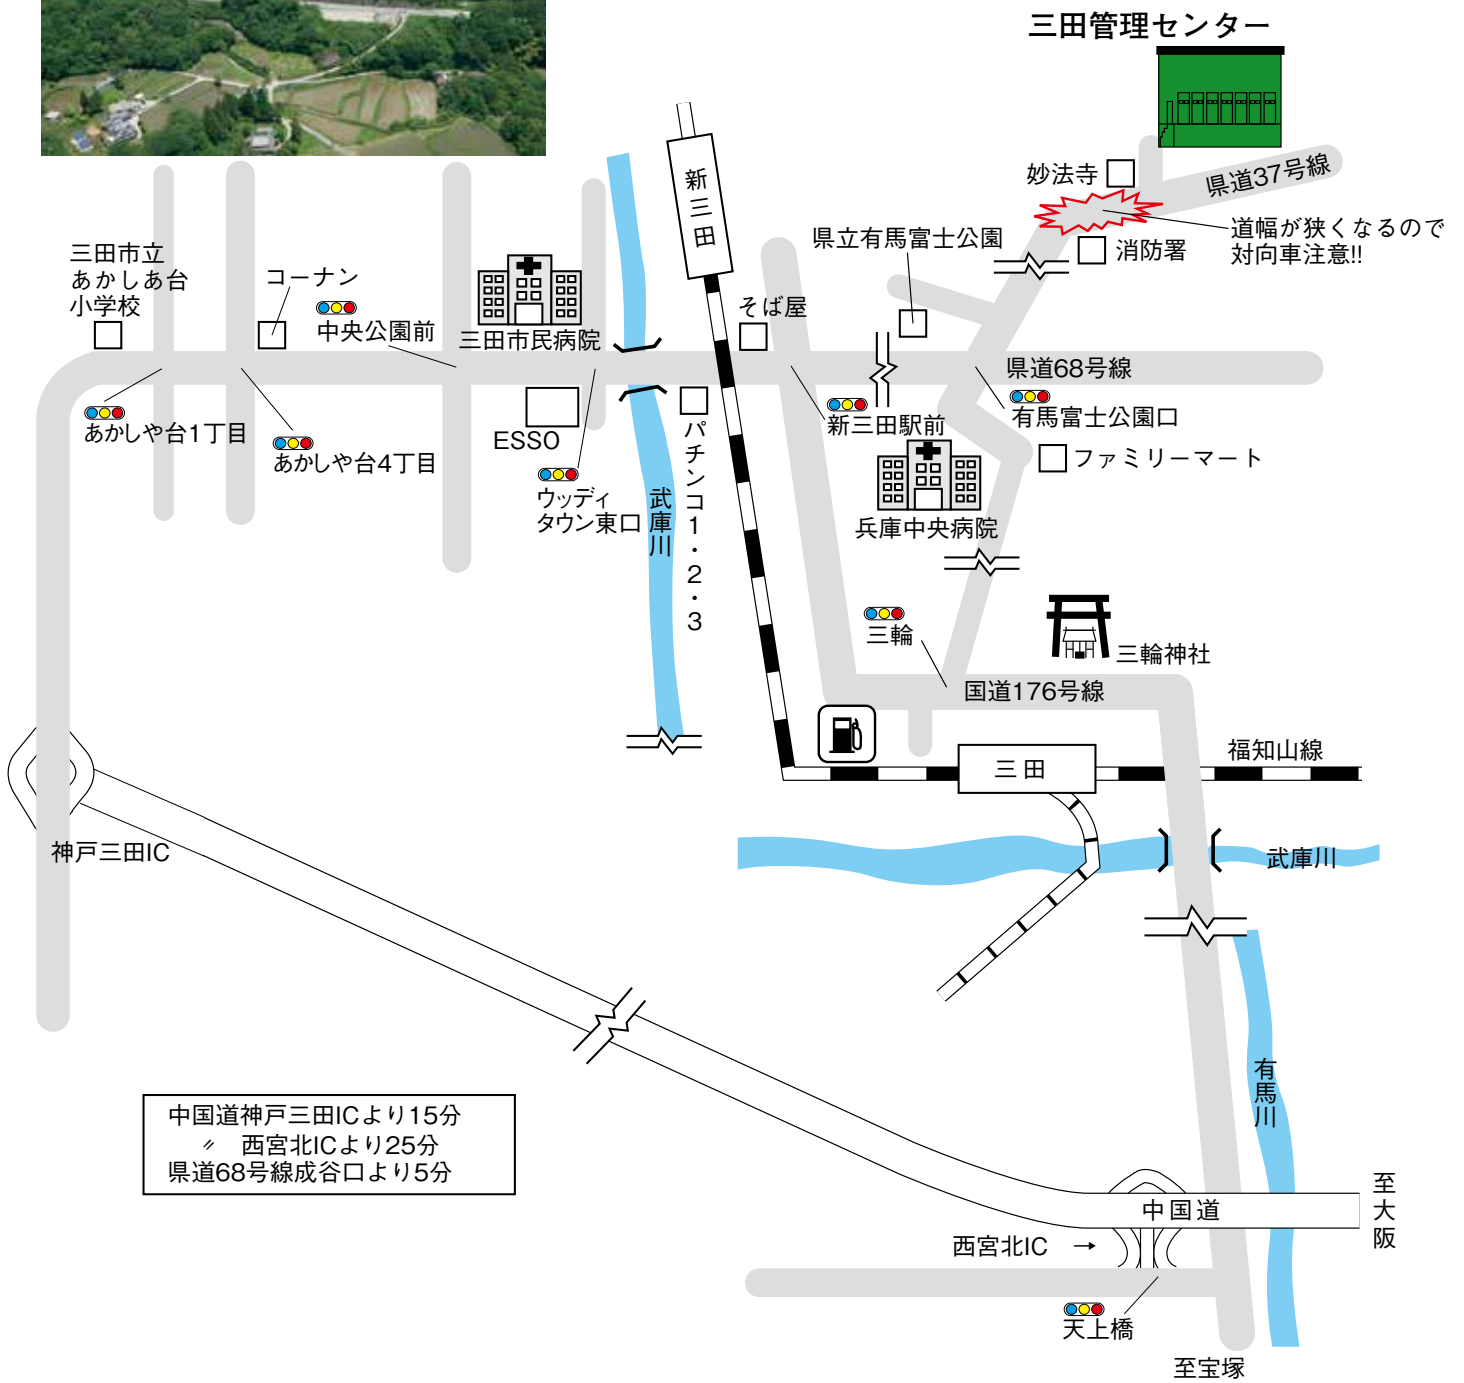 三田管理センター
妙法寺
県道37号線
道幅が狭くなるので
対向車注意!!
消防署
新三田
県立有馬富士公園
三田市立
あかしあ台
小学校
コーナン
中央公園前
三田市民病院
そば屋
県道68号線
有馬富士公園口
新三田駅前
あかしや台1丁目
あかしや台4丁目
ESSO
ウッディ
タウン東口
武庫川
パチンコ1・2・3
ファミリーマート
兵庫中央病院
三輪
三輪神社
国道176号線
福知山線
三田
神戸三田IC
武庫川
有馬川
中国道神戸三田ICより15分
〃 西宮北ICより25分
県道68号線成谷口より5分
中国道
至大阪
西宮北IC →
天上橋
至宝塚